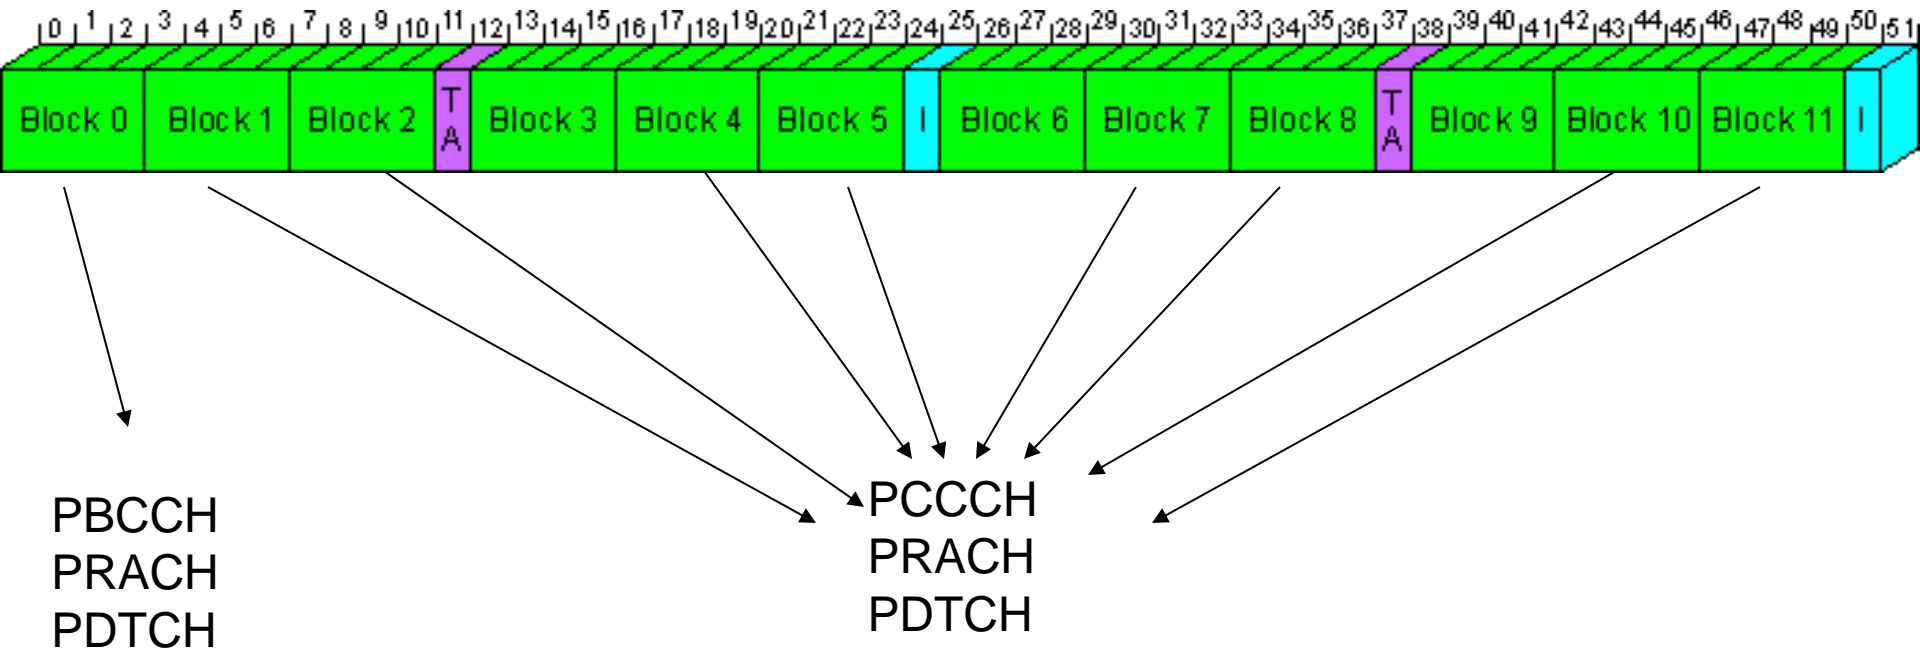 0 1 2 3 4 5 6 7 8 9 10 11 12 13 14 15 16 17 18 19 20 21 22 23 24 25 26 27 28 29 30 31 32 33 34 35 36 37 38 39 40 41 42 43 44 45 46 47 48 49 50 51
Block 0 Block 1 Block 2 TA Block 3 Block 4 Block 5 I Block 6 Block 7 Block 8 TA Block 9 Block 10 Block 11 I
PBCCH
PRACH
PDTCH
PCCCH
PRACH
PDTCH